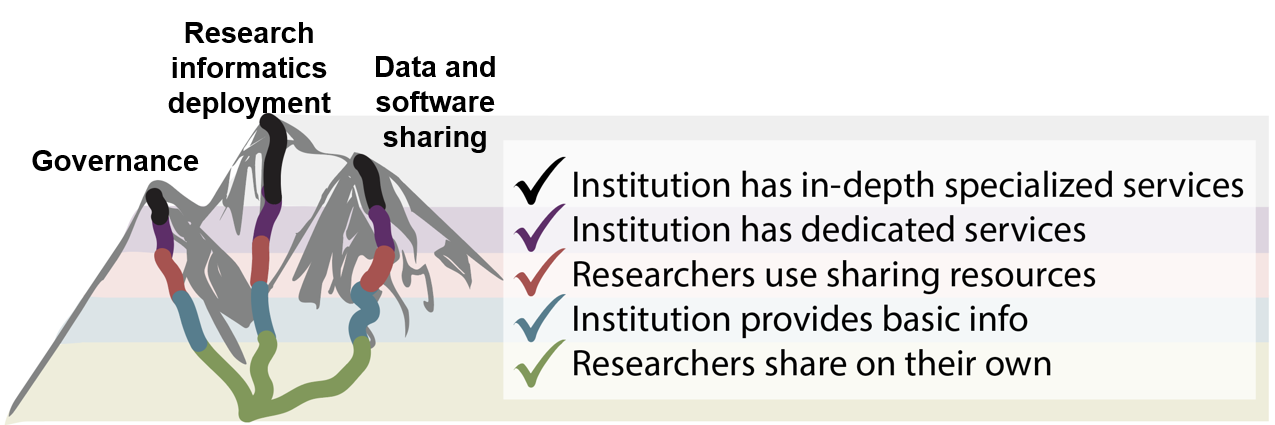 Research
informatics
deployment
Data and
software
sharing
Governance
Institution has in-depth specialized services
Institution has dedicated services
Researchers use sharing resources
Institution provides basic info
Researchers share on their own